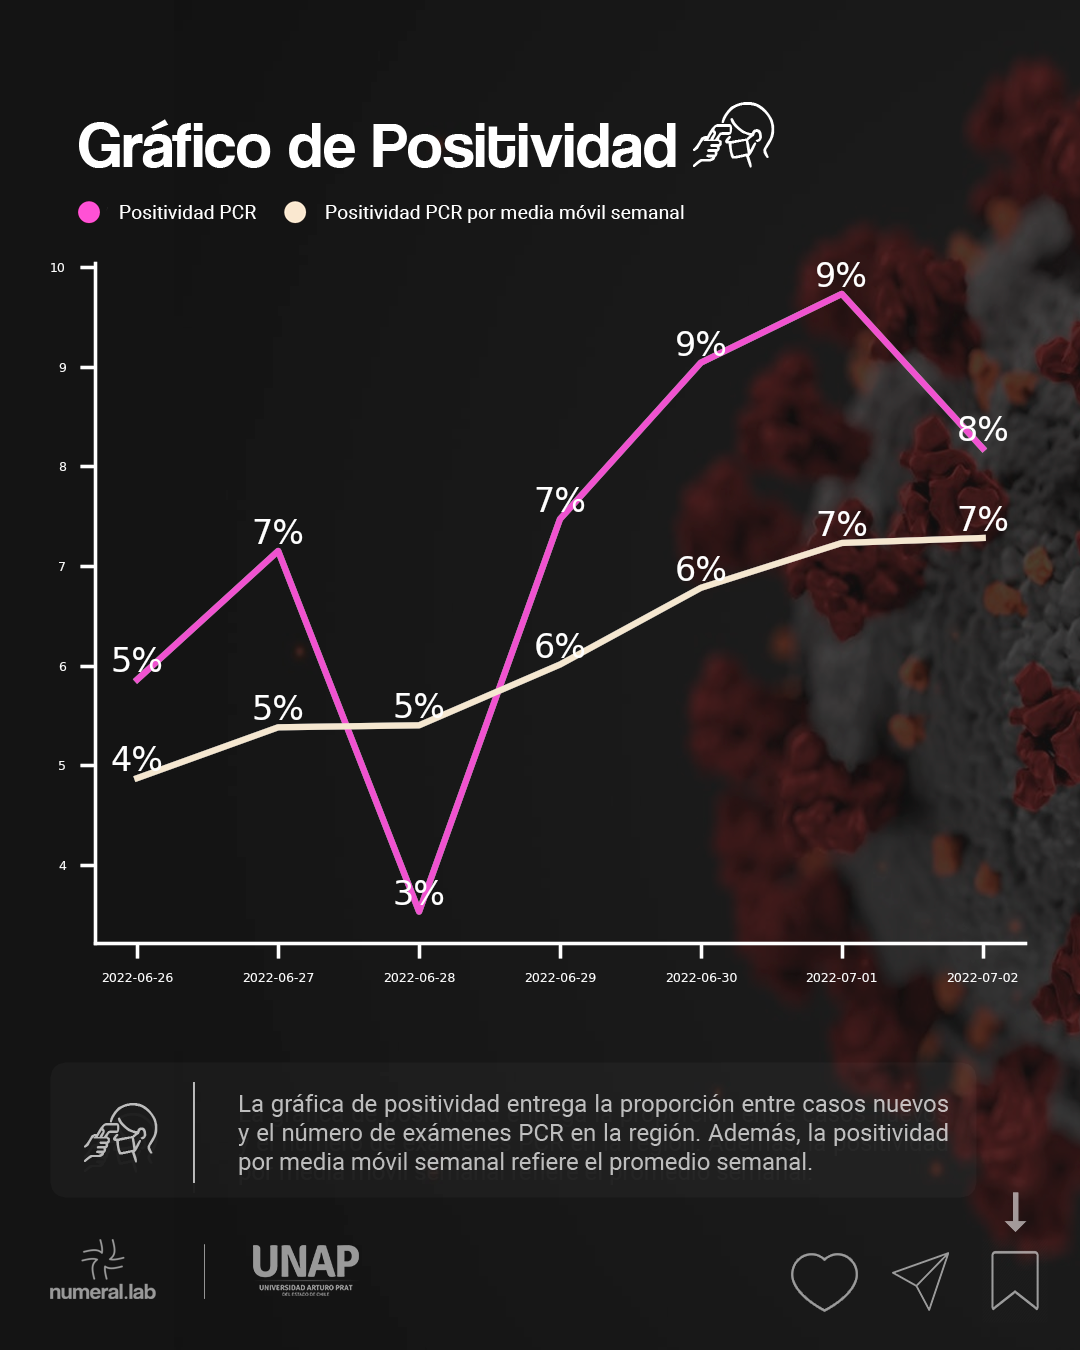 Gráfico de Positividad
Positividad PCR
Positividad PCR por media móvil semanal
10
9
8
7
6
5
4
5%
7%
3%
7%
9%
9%
8%
4%
5%
5%
6%
6%
7%
7%
2022-06-26
2022-06-27
2022-06-28
2022-06-29
2022-06-30
2022-07-01
2022-07-02
La gráfica de positividad entrega la proporción entre casos nuevos
y el número de exámenes PCR en la región. Además, la positividad
por media móvil semanal refiere el promedio semanal.
numeral.lab
UNAP
UNIVERSIDAD ARTURO PRAT
DEL ESTADO DE CHILE